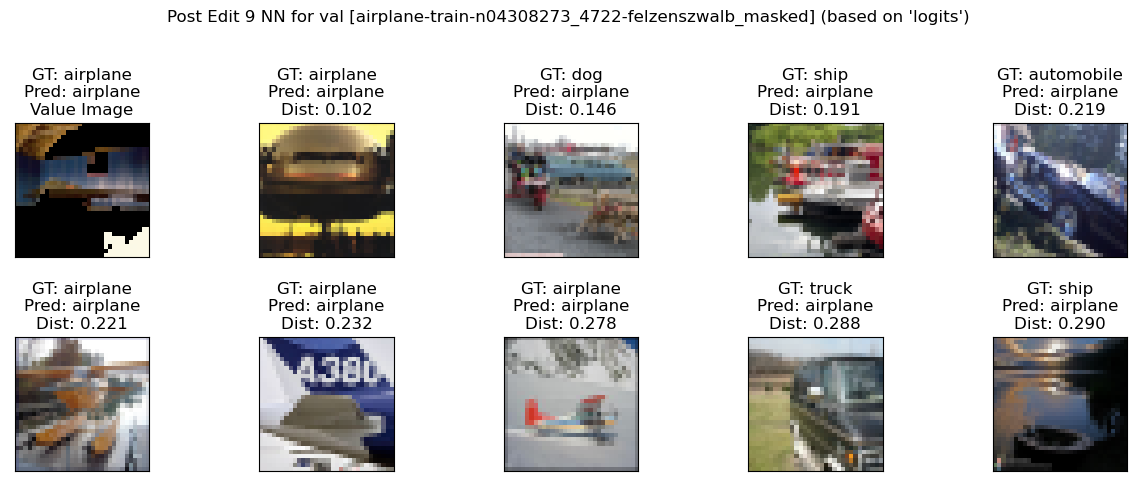 Post Edit 9 NN for val [airplane-train-n04308273_4722-felzenszwalb_masked] (based on 'logits')
GT: airplane
Pred: airplane
Value Image
GT: airplane
Pred: airplane
Dist: 0.102
GT: dog
Pred: airplane
Dist: 0.146
GT: ship
Pred: airplane
Dist: 0.191
GT: automobile
Pred: airplane
Dist: 0.219
GT: airplane
Pred: airplane
Dist: 0.221
GT: airplane
Pred: airplane
Dist: 0.232
A380
GT: airplane
Pred: airplane
Dist: 0.278
GT: truck
Pred: airplane
Dist: 0.288
GT: ship
Pred: airplane
Dist: 0.290